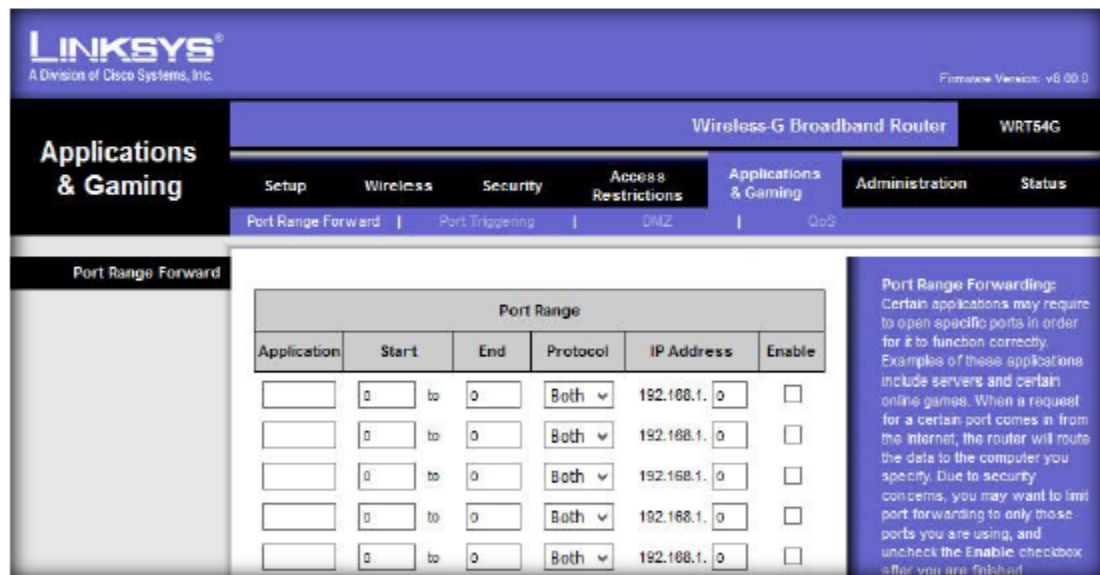 LINKSYS®
A Division of Cisco Systems, Inc.
Firmware Version: v8.00.0
Wireless-G Broadband Router WRT54G
Applications & Gaming
Setup Wireless Security Access Restrictions Applications & Gaming Administration Status
Port Range Forward | Port Triggering | DMZ | QoS
Port Range Forward
Port Range
Application Start End Protocol IP Address Enable
0 to 0 Both 192.168.1. 0
0 to 0 Both 192.168.1. 0
0 to 0 Both 192.168.1. 0
0 to 0 Both 192.168.1. 0
0 to 0 Both 192.168.1. 0
Port Range Forwarding:
Certain applications may require
to open specific ports in order
for it to function correctly.
Examples of these applications
include servers and certain
online games. When a request
for a certain port comes in from
the Internet, the router will route
the data to the computer you
specify. Due to security
concerns, you may want to limit
port forwarding to only those
ports you are using, and
uncheck the Enable checkbox
after you are finished